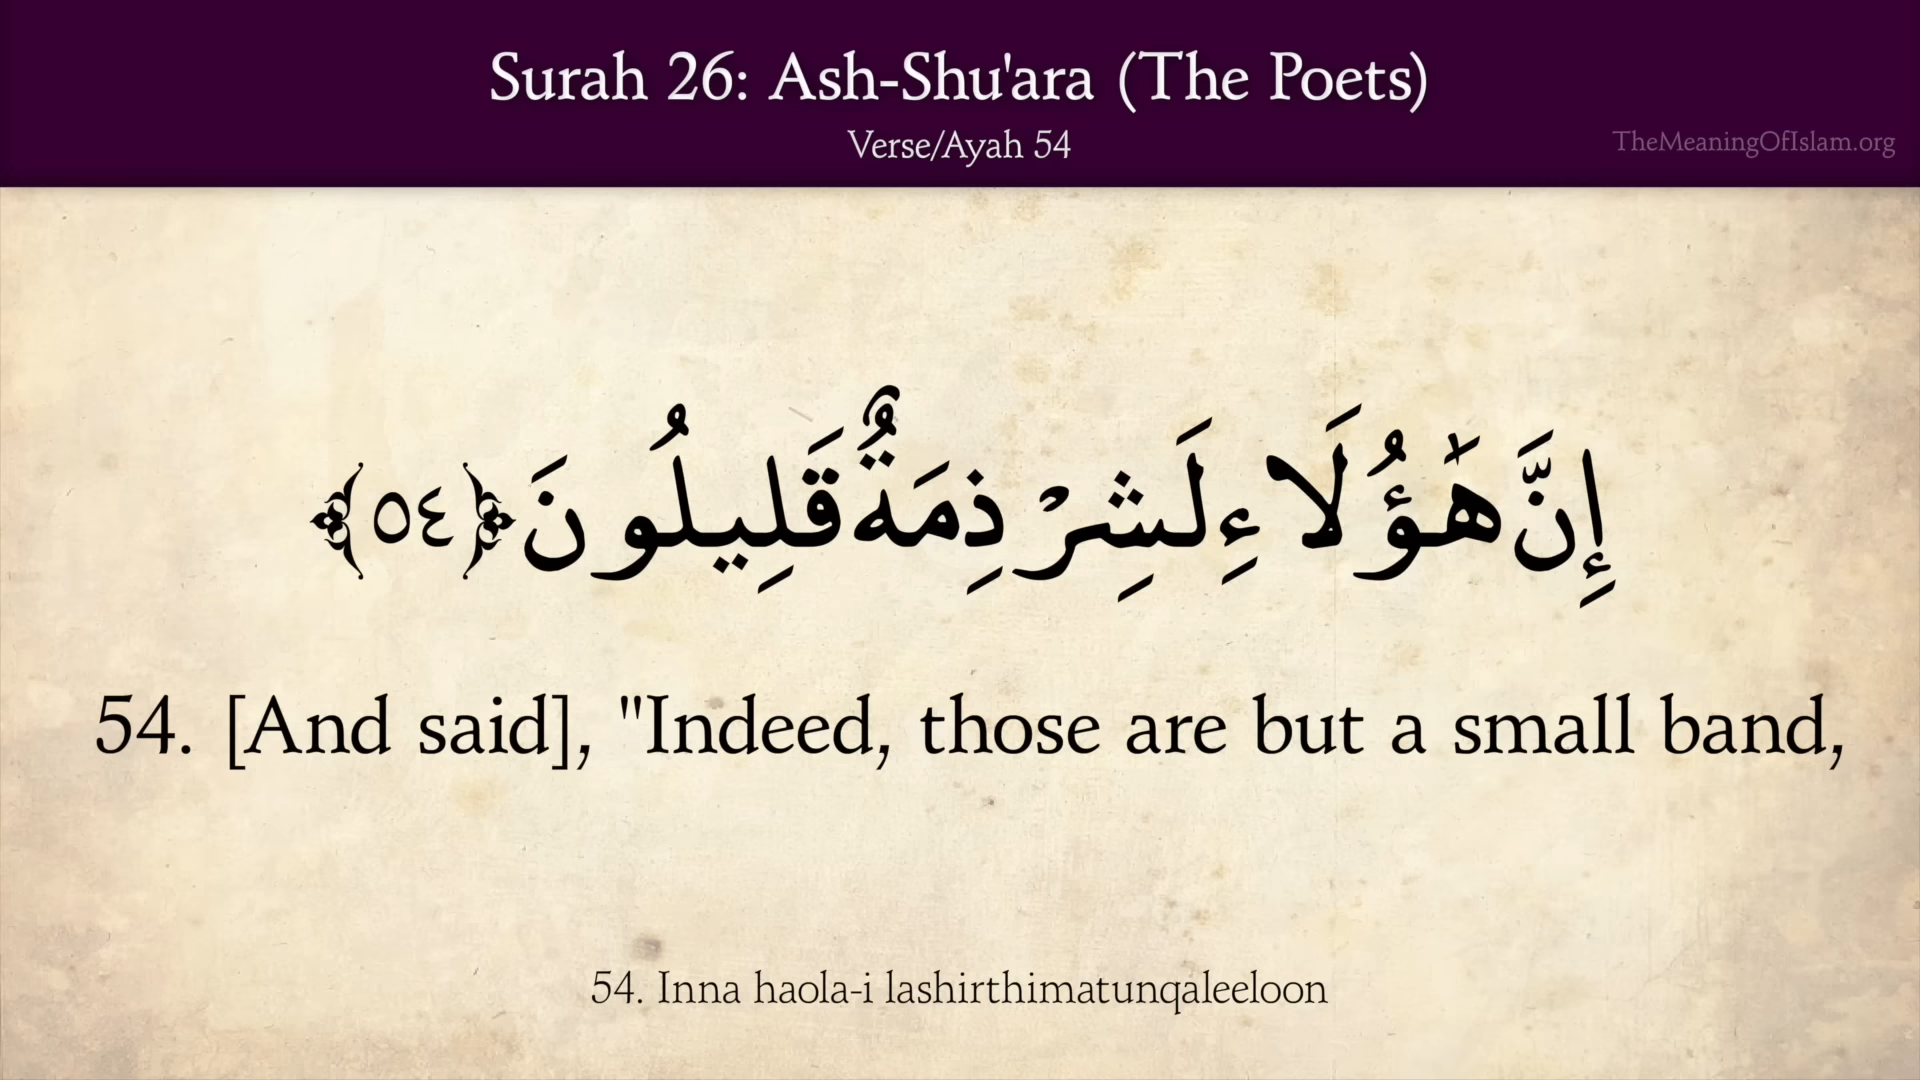 Surah 26: Ash-Shu'ara (The Poets)
Verse/Ayah 54
TheMeaningOfIslam.org
إِنَّ هَٰؤُلَاءِ لَشِرْذِمَةٌ قَلِيلُونَ ﴿٥٤﴾
54. [And said], "Indeed, those are but a small band,
54. Inna haola-i lashirthimatunqaleeloon